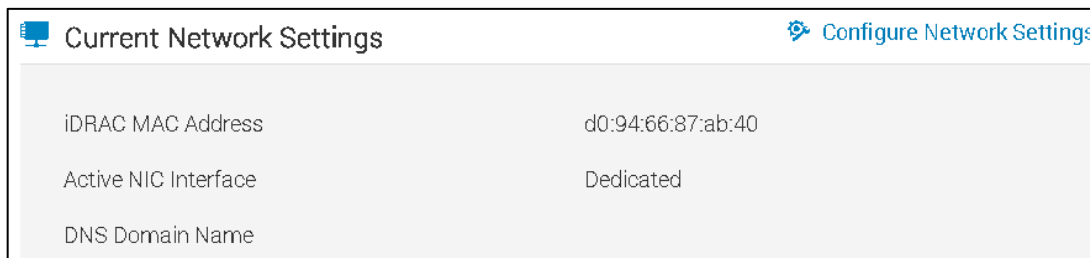 Current Network Settings Configure Network Settings
iDRAC MAC Address d0:94:66:87:ab:40
Active NIC Interface Dedicated
DNS Domain Name